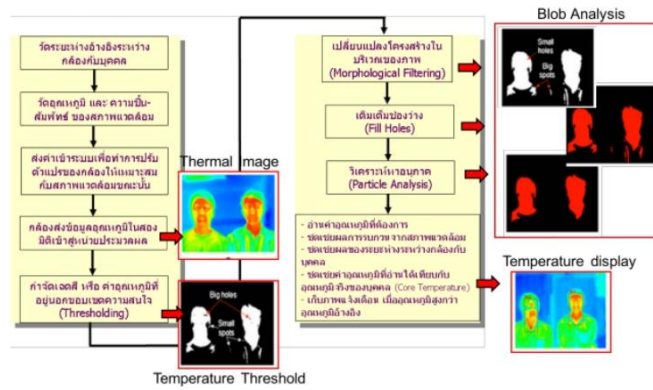 วัดระยะห่างอ้างอิงระหว่าง
กล้องกับบุคคล
วัดอุณหภูมิ และ ความชื้น-
สัมพัทธ์ ของสภาพแวดล้อม
ส่งค่าเข้าระบบเพื่อทำการปรับ
ตัวแปรของกล้องให้เหมาะสม
กับสภาพแวดล้อมขณะนั้น
กล้องส่งข้อมูลอุณหภูมิในสอง
มิติเข้าสู่หน่วยประมวลผล
กำจัดเฉดสี หรือ ค่าอุณหภูมิที่
อยู่นอกขอบเขตความสนใจ
(Thresholding)
Thermal image
Big holes
Small
spots
Temperature Threshold
เปลี่ยนแปลงโครงสร้างใน
บริเวณของภาพ
(Morphological Filtering)
เติมเต็มช่องว่าง
(Fill Holes)
วิเคราะห์หาอนุภาค
(Particle Analysis)
- อ่านค่าอุณหภูมิที่ต้องการ
- ชดเชยผลการรบกวนจากสภาพแวดล้อม
- ชดเชยผลของระยะห่างระหว่างกล้องกับ
บุคคล
- ชดเชยค่าอุณหภูมิที่อ่านได้เทียบกับ
อุณหภูมิจริงของบุคคล (Core Temperature)
- เก็บภาพแจ้งเตือน เมื่ออุณหภูมิสูงกว่า
อุณหภูมิอ้างอิง
Blob Analysis
Small
holes
Big
spots
Temperature display